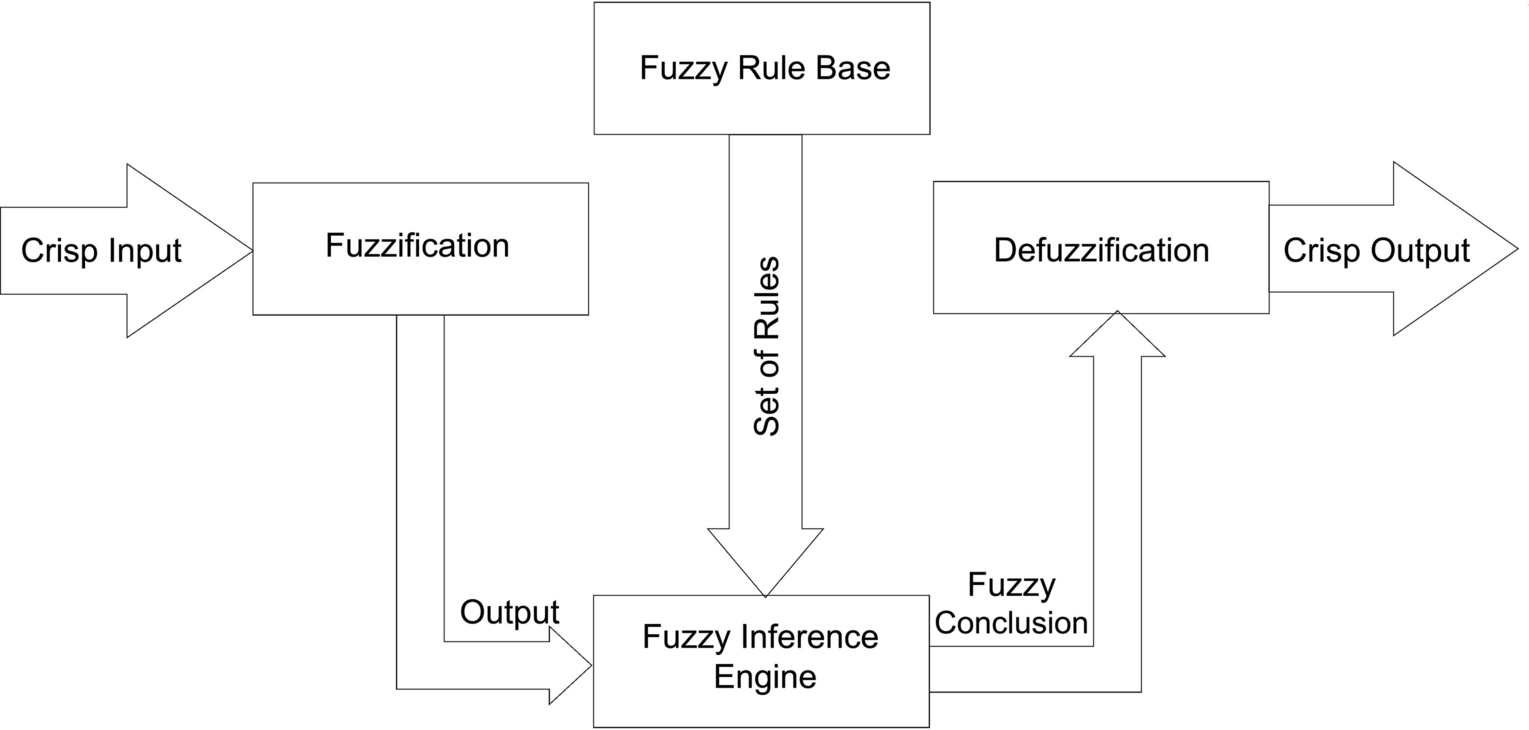 Fuzzy Rule Base
Crisp Input
Fuzzification
Set of Rules
Defuzzification
Crisp Output
Output
Fuzzy Inference
Engine
Fuzzy
Conclusion